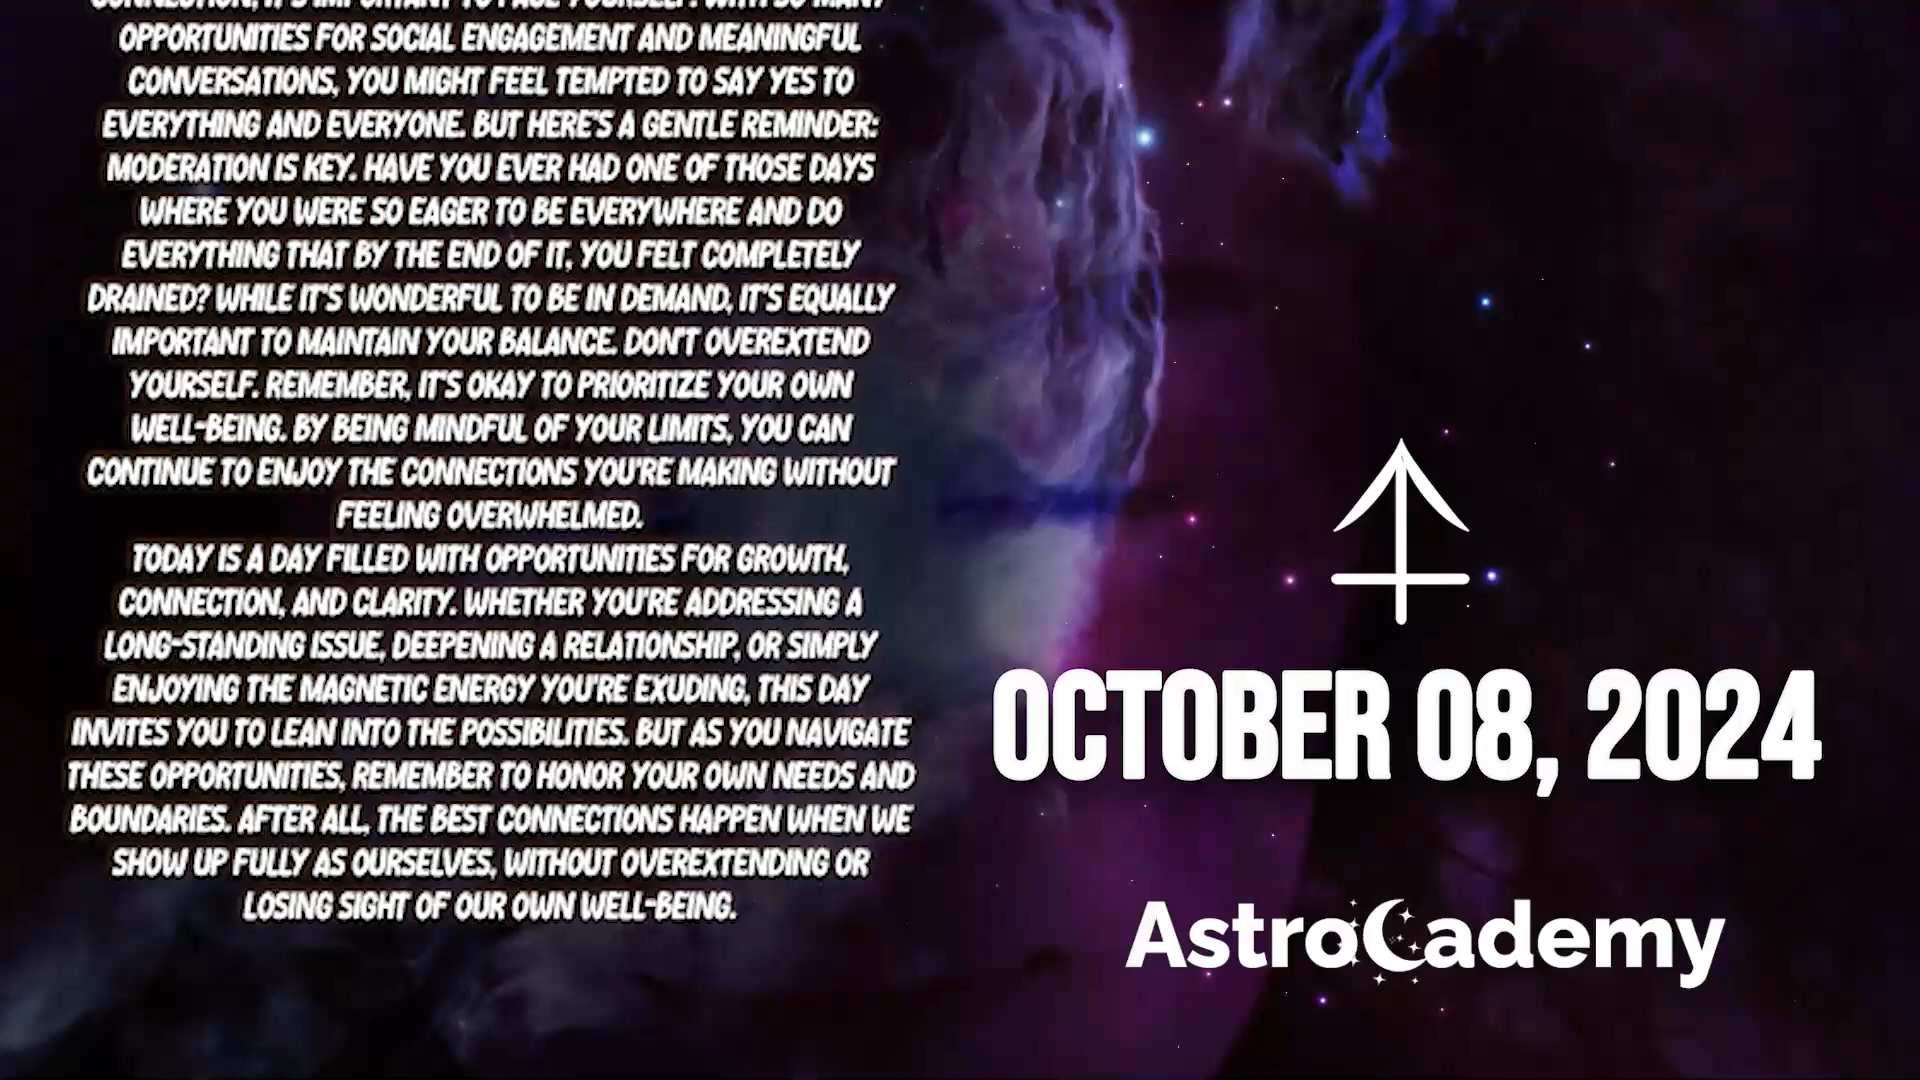 CONNECTION, IT'S IMPORTANT TO PACE YOURSELF. WITH SO MANY
OPPORTUNITIES FOR SOCIAL ENGAGEMENT AND MEANINGFUL
CONVERSATIONS, YOU MIGHT FEEL TEMPTED TO SAY YES TO
EVERYTHING AND EVERYONE. BUT HERE'S A GENTLE REMINDER:
MODERATION IS KEY. HAVE YOU EVER HAD ONE OF THOSE DAYS
WHERE YOU WERE SO EAGER TO BE EVERYWHERE AND DO
EVERYTHING THAT BY THE END OF IT, YOU FELT COMPLETELY
DRAINED? WHILE IT'S WONDERFUL TO BE IN DEMAND, IT'S EQUALLY
IMPORTANT TO MAINTAIN YOUR BALANCE. DON'T OVEREXTEND
YOURSELF. REMEMBER, IT'S OKAY TO PRIORITIZE YOUR OWN
WELL-BEING. BY BEING MINDFUL OF YOUR LIMITS, YOU CAN
CONTINUE TO ENJOY THE CONNECTIONS YOU'RE MAKING WITHOUT
FEELING OVERWHELMED.
TODAY IS A DAY FILLED WITH OPPORTUNITIES FOR GROWTH,
CONNECTION, AND CLARITY. WHETHER YOU'RE ADDRESSING A
LONG-STANDING ISSUE, DEEPENING A RELATIONSHIP, OR SIMPLY
ENJOYING THE MAGNETIC ENERGY YOU'RE EXUDING, THIS DAY
INVITES YOU TO LEAN INTO THE POSSIBILITIES. BUT AS YOU NAVIGATE
THESE OPPORTUNITIES, REMEMBER TO HONOR YOUR OWN NEEDS AND
BOUNDARIES. AFTER ALL, THE BEST CONNECTIONS HAPPEN WHEN WE
SHOW UP FULLY AS OURSELVES, WITHOUT OVEREXTENDING OR
LOSING SIGHT OF OUR OWN WELL-BEING.
OCTOBER 08, 2024
AstroCademy